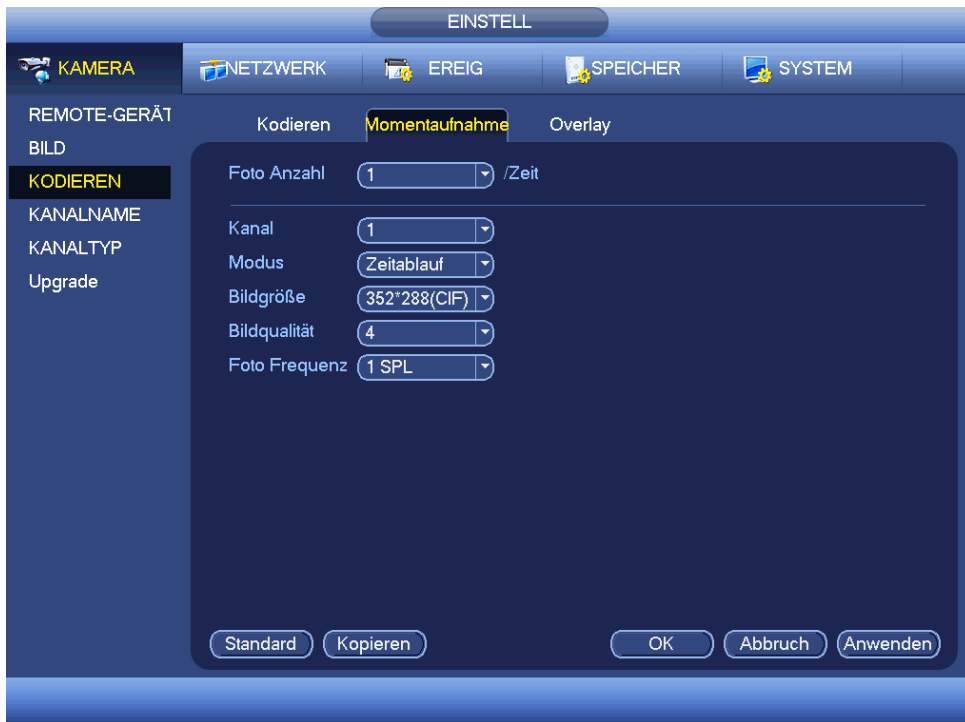 EINSTELL
KAMERA NETZWERK EREIG SPEICHER SYSTEM
REMOTE-GERÄT
BILD
KODIEREN
KANALNAME
KANALTYP
Upgrade
Kodieren Momentaufnahme Overlay
Foto Anzahl 1 /Zeit
Kanal 1
Modus Zeitablauf
Bildgröße 352*288(CIF)
Bildqualität 4
Foto Frequenz 1 SPL
Standard Kopieren OK Abbruch Anwenden